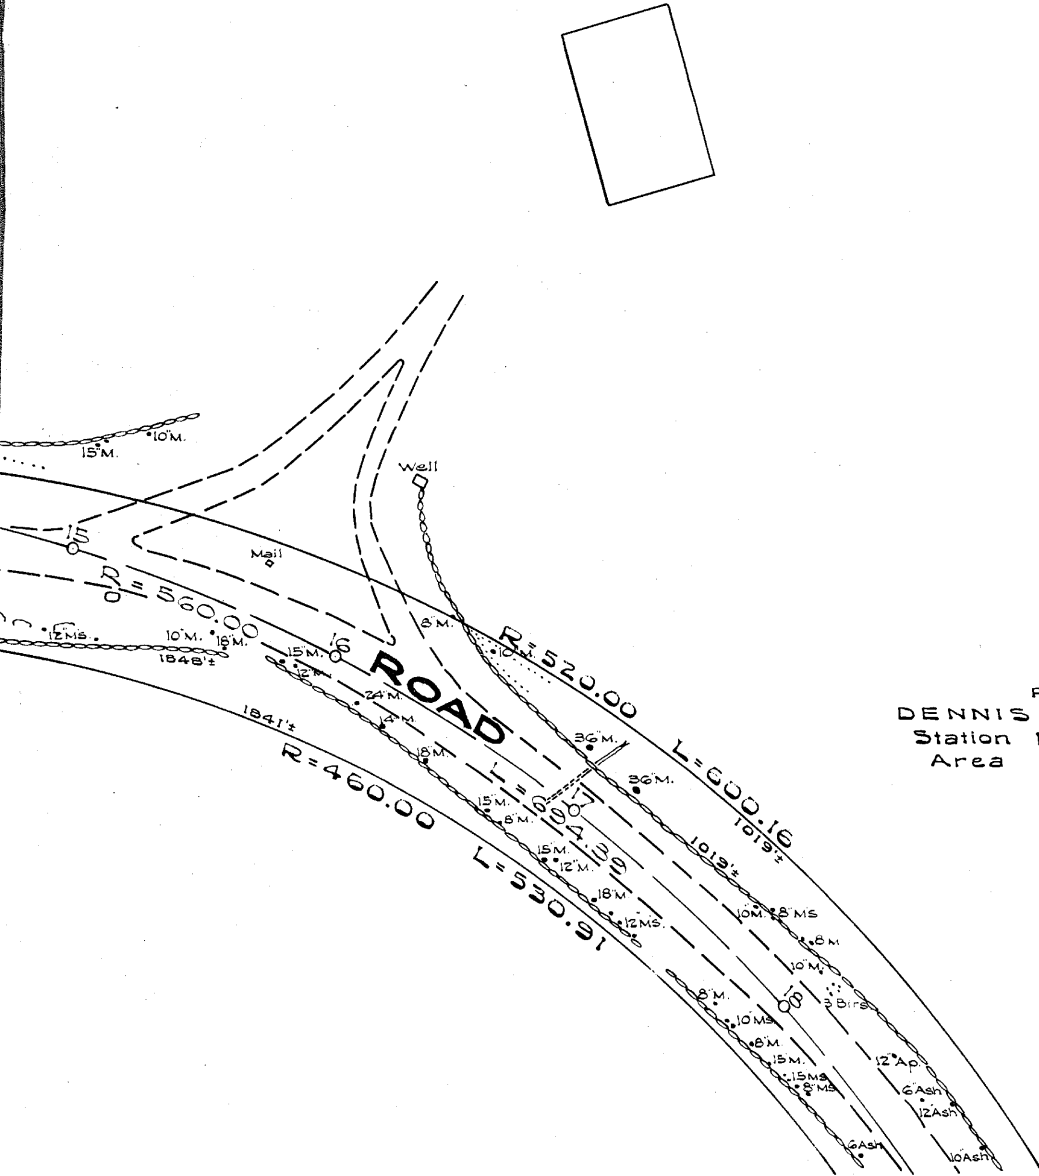 10"M.
15"M.
Well
15
Mail
R = 560.00
12"Ms.
10"M.
18"M.
1848'±
16
15"M.
12"M.
8"M.
10"M.
R = 520.00
ROAD
24"M.
14"M.
1841'±
R = 460.00
18"M.
36"M.
36"M.
L = 600.16
1019'±
1019'±
DENNIS
Station
Area
L = 694.39
17
15"M.
8"M.
15"M.
12"M.
L = 530.91
18"M
12"M's.
10"M.
8"M's
8"M
10"M.
3 Birs
18
8"M.
10"Ms.
8"M.
15"M.
15"Ms
8"Ms
12"Ap.
6"Ash
12"Ash
6"Ash
10"Ash